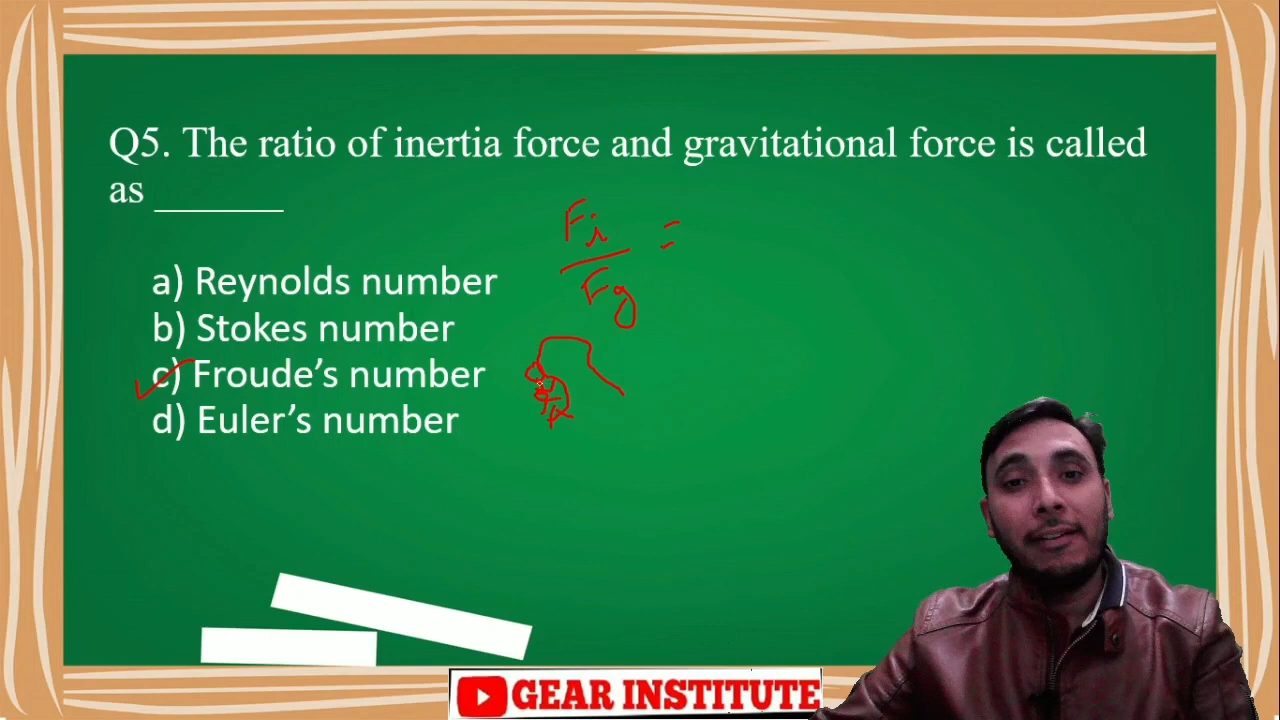 Q5. The ratio of inertia force and gravitational force is called
as _______
Fi
=
Fg
a) Reynolds number
b) Stokes number
c) Froude’s number
d) Euler’s number
GEAR INSTITUTE